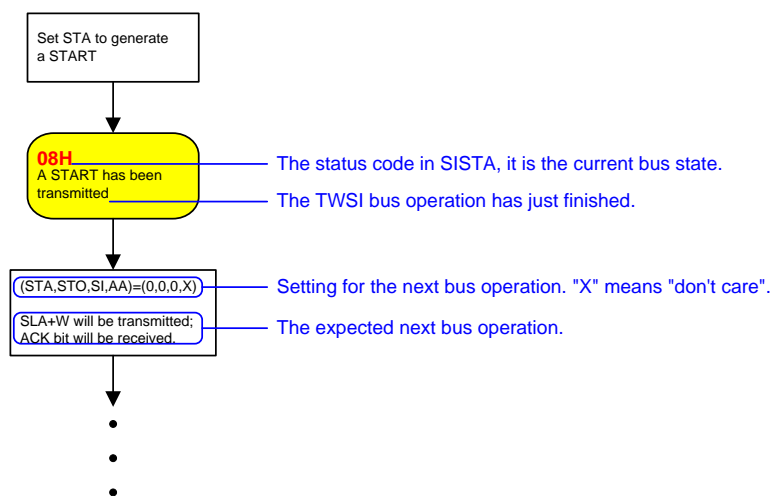 Set STA to generate
a START
08H
A START has been
transmitted
The status code in SISTA, it is the current bus state.
The TWSI bus operation has just finished.
(STA,STO,SI,AA)=(0,0,0,X)
SLA+W will be transmitted;
ACK bit will be received.
Setting for the next bus operation. "X" means "don't care".
The expected next bus operation.